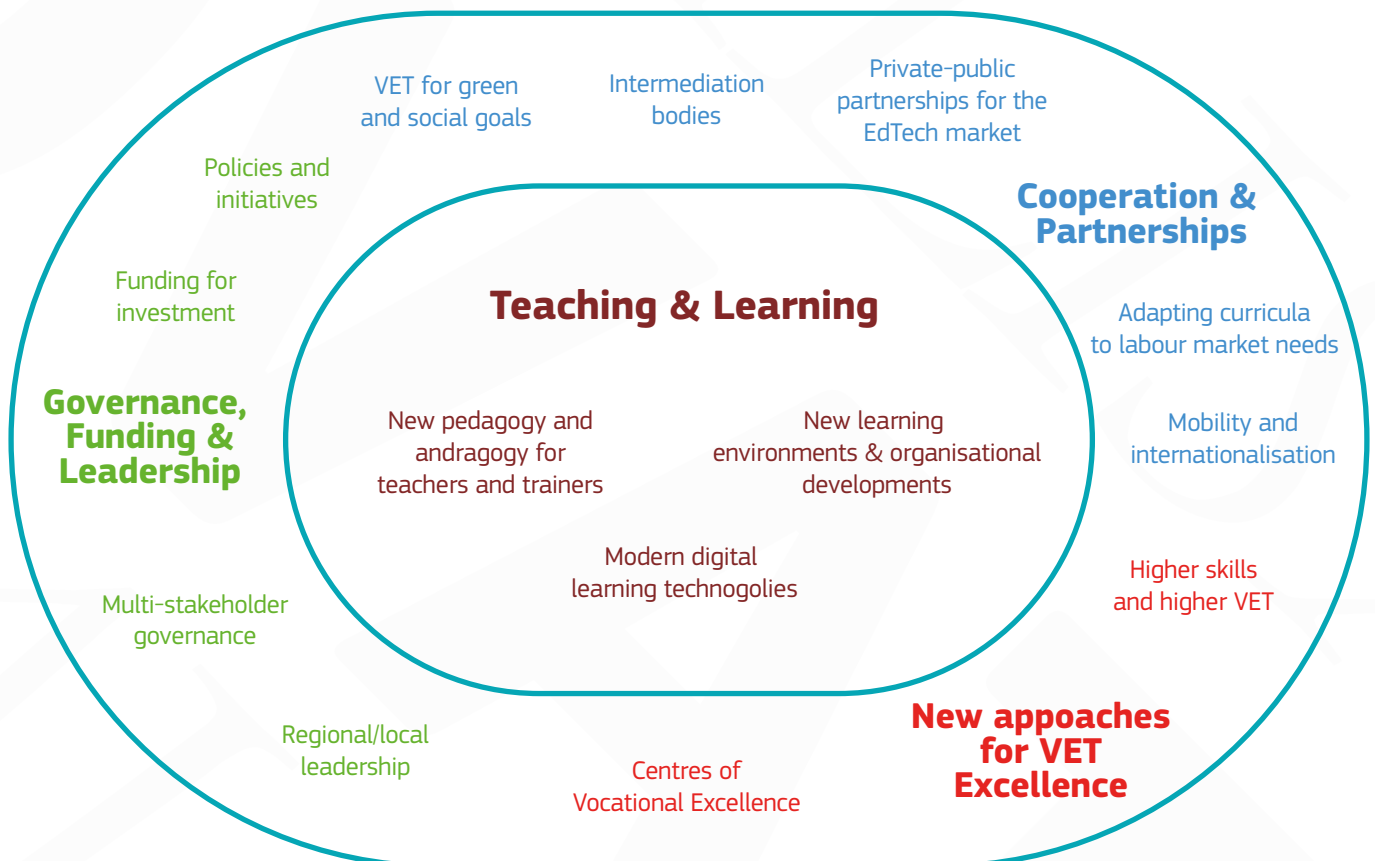 VET for green
and social goals
Intermediation
bodies
Private-public
partnerships for the
EdTech market
Policies and
initiatives
Cooperation &
Partnerships
Funding for
investment
Teaching & Learning
Adapting curricula
to labour market needs
Governance,
Funding &
Leadership
New pedagogy and
andragogy for
teachers and trainers
New learning
environments & organisational
developments
Mobility and
internationalisation
Modern digital
learning technogolies
Higher skills
and higher VET
Multi-stakeholder
governance
Regional/local
leadership
Centres of
Vocational Excellence
New appoaches
for VET
Excellence